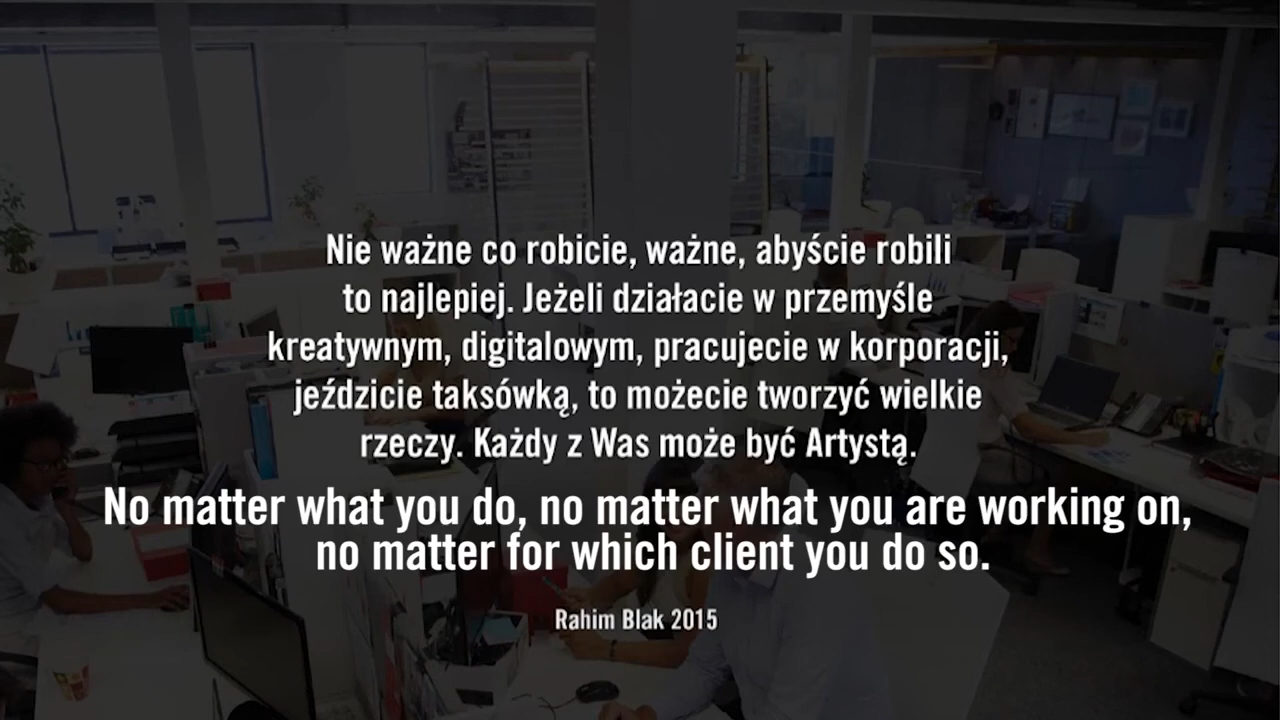 Nie ważne co robicie, ważne, abyście robili
to najlepiej. Jeżeli działacie w przemyśle
kreatywnym, digitalowym, pracujecie w korporacji,
jeździcie taksówką, to możecie tworzyć wielkie
rzeczy. Każdy z Was może być Artystą.
No matter what you do, no matter what you are working on,
no matter for which client you do so.
Rahim Blak 2015